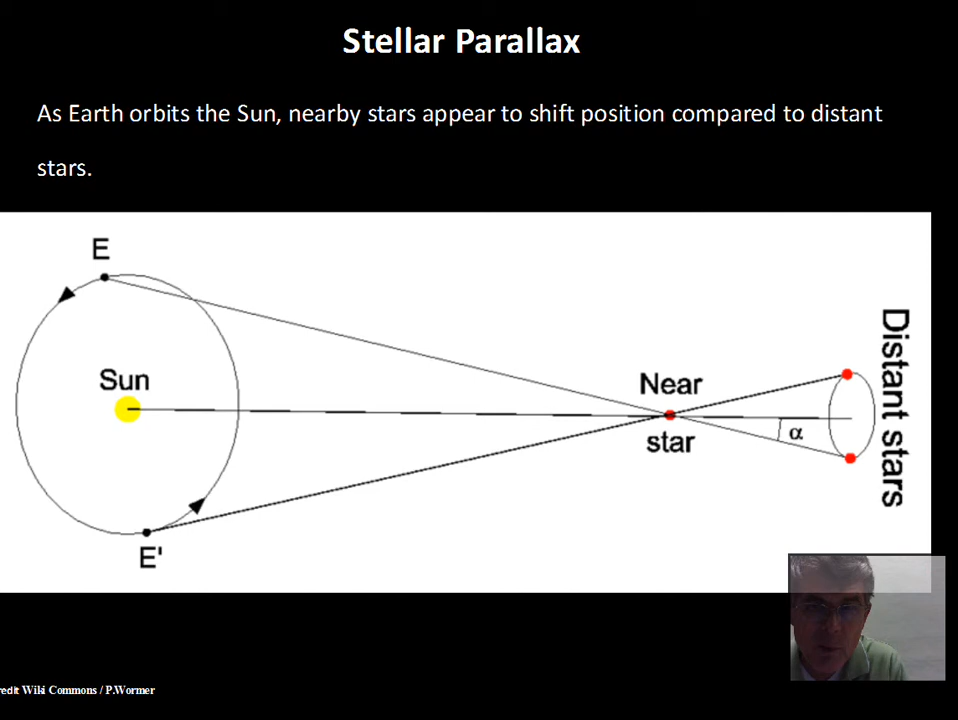 Stellar Parallax
As Earth orbits the Sun, nearby stars appear to shift position compared to distant
stars.
E
Sun
Near
star
α
Distant stars
E'
Wiki Commons / P.Wormer